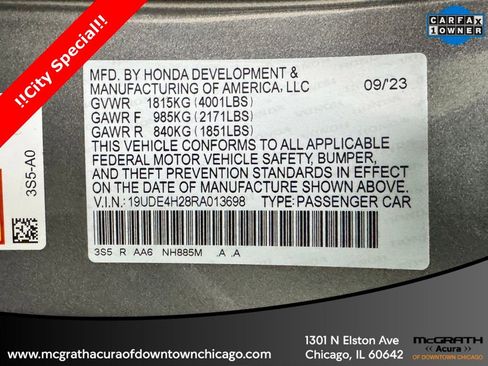 !!City Special!!
CARFAX
1 OWNER
MFD. BY HONDA DEVELOPMENT &
MANUFACTURING OF AMERICA, LLC
09/'23
GVWR 1815KG (4001LBS)
GAWR F 985KG (2171LBS)
GAWR R 840KG (1851LBS)
THIS VEHICLE CONFORMS TO ALL APPLICABLE
FEDERAL MOTOR VEHICLE SAFETY, BUMPER,
AND THEFT PREVENTION STANDARDS IN EFFECT
ON THE DATE OF MANUFACTURE SHOWN ABOVE.
V.I.N.: 19UDE4H28RA013698 TYPE: PASSENGER CAR
3S5 R AA6 NH885M .A .A
3S5-A0
www.mcgrathacuraofdowntownchicago.com
1301 N Elston Ave
Chicago, IL 60642
McGRATH
Acura
OF DOWNTOWN CHICAGO